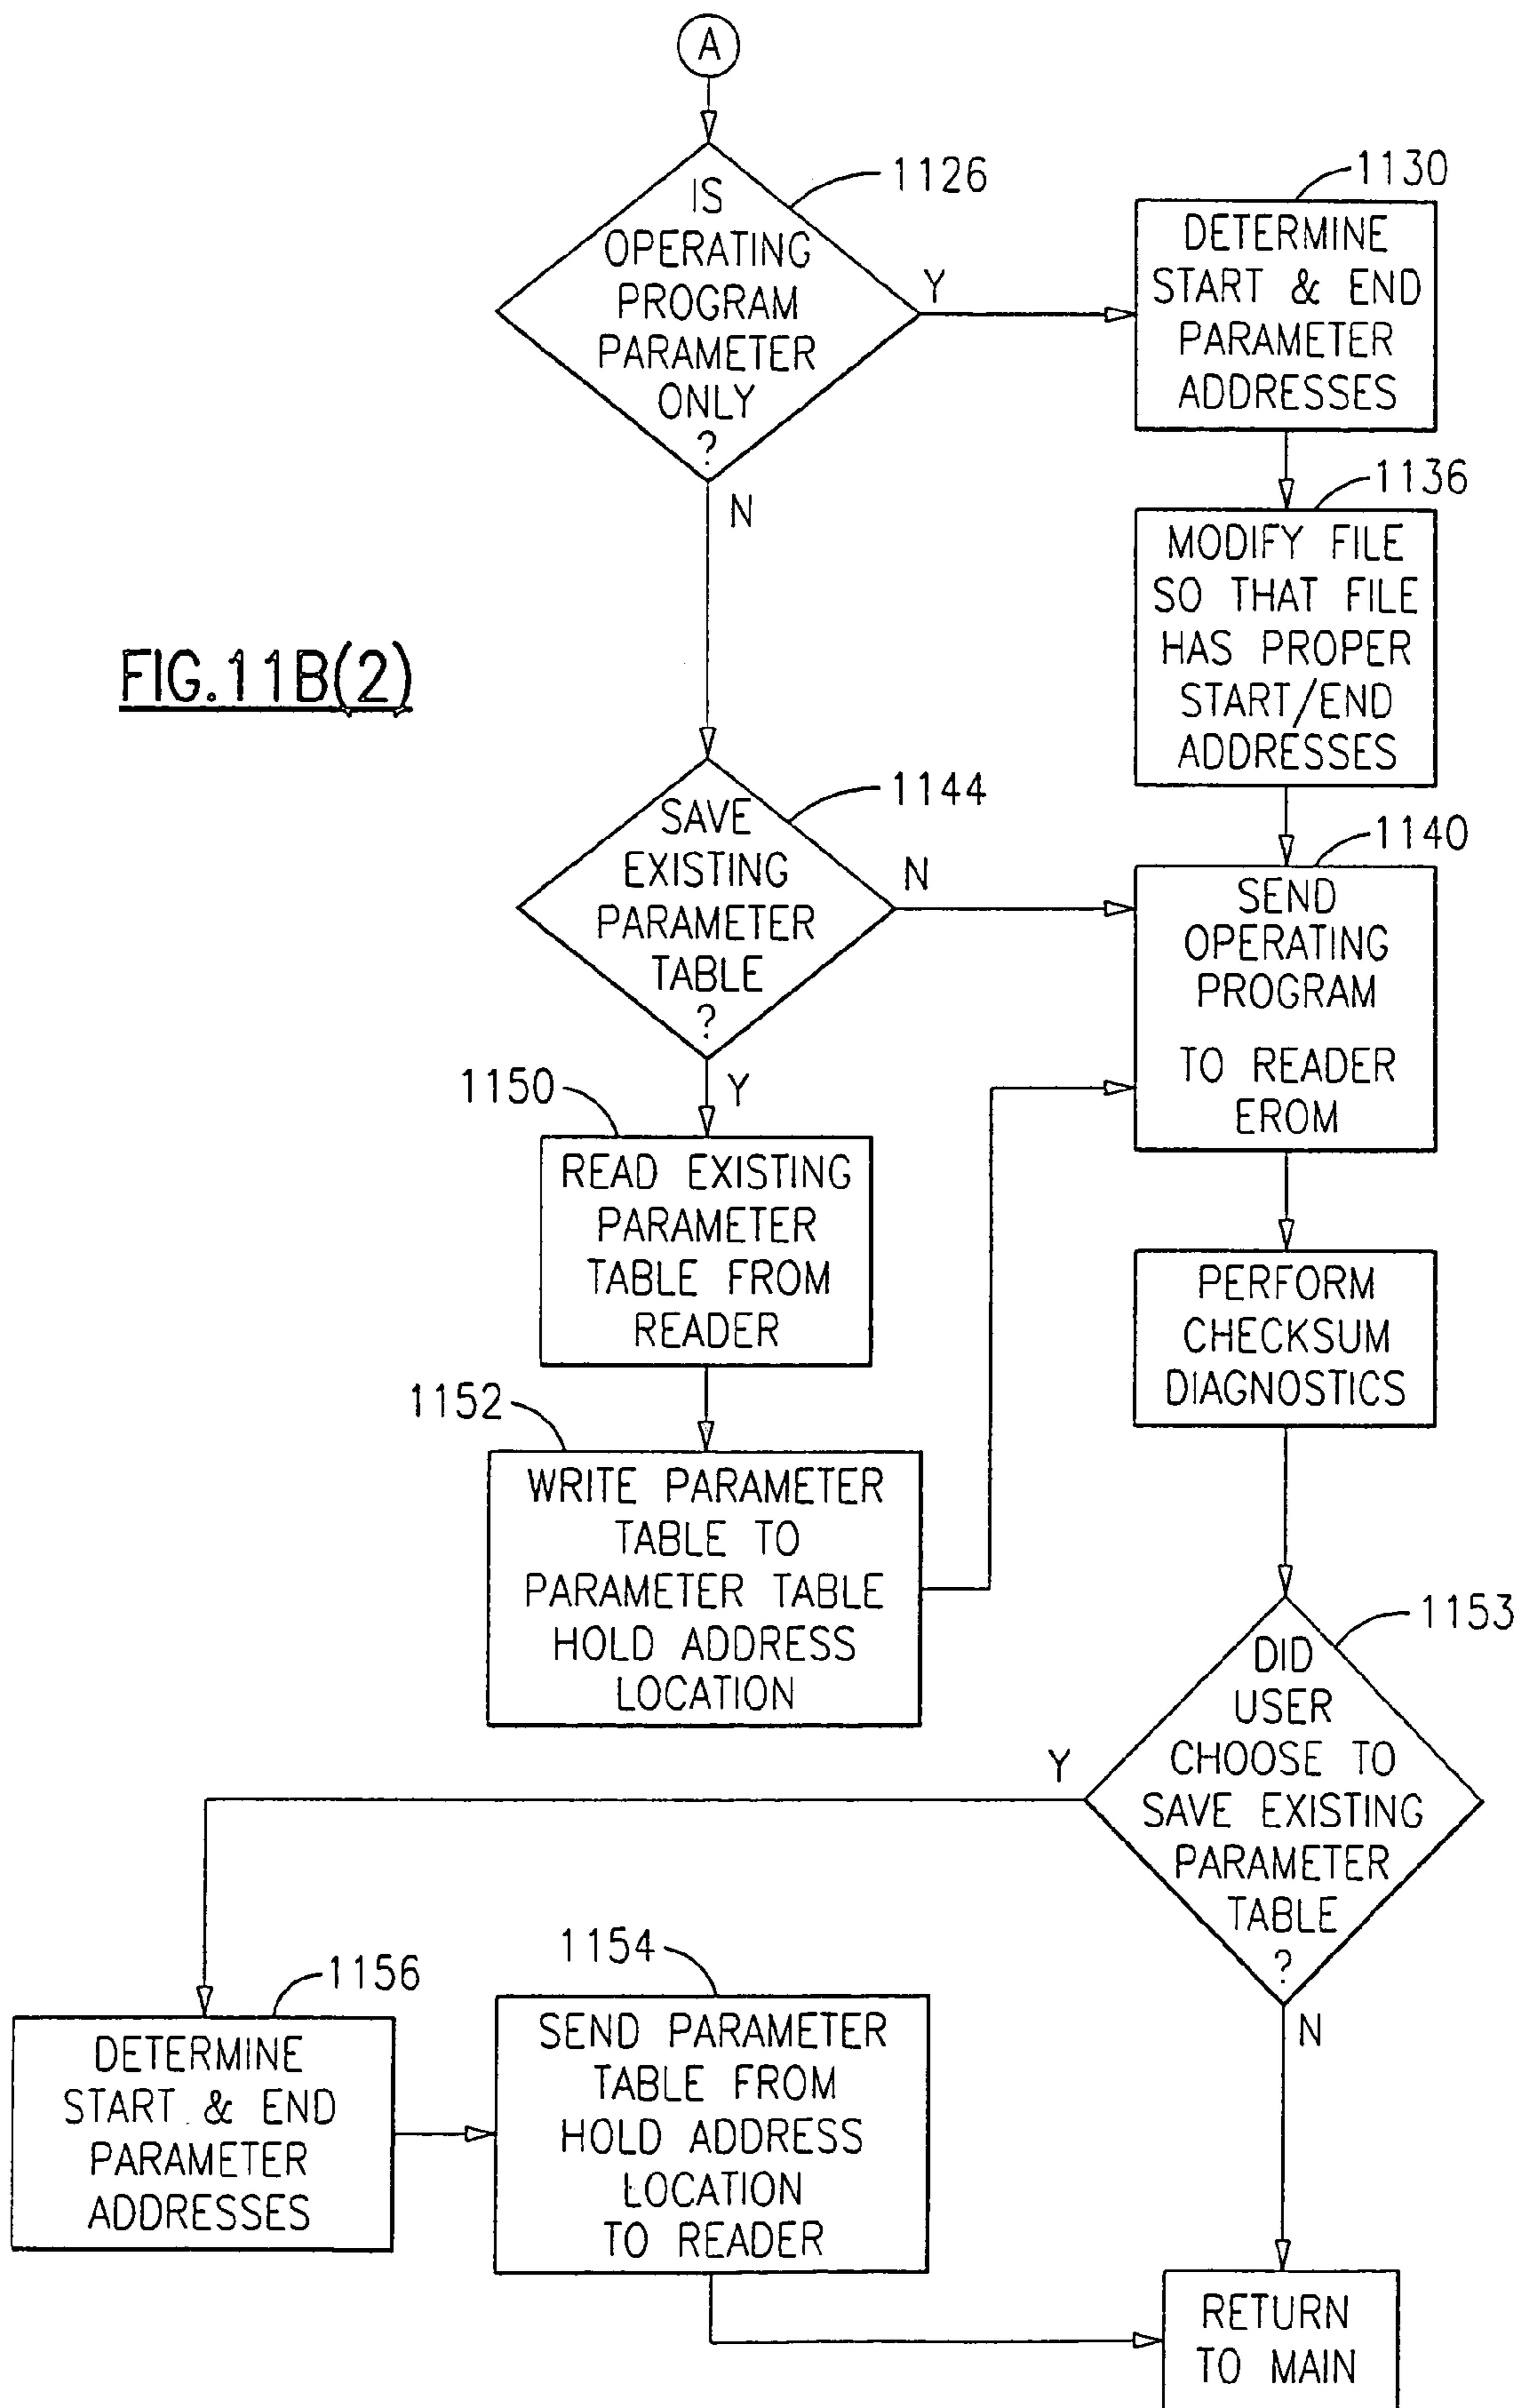 A
1126
IS
OPERATING
PROGRAM
PARAMETER
ONLY
?
Y
N
1130
DETERMINE
START & END
PARAMETER
ADDRESSES
1136
MODIFY FILE
SO THAT FILE
HAS PROPER
START/END
ADDRESSES
FIG.11B(2)
1144
SAVE
EXISTING
PARAMETER
TABLE
?
N
Y
1140
SEND
OPERATING
PROGRAM
TO READER
EROM
1150
READ EXISTING
PARAMETER
TABLE FROM
READER
PERFORM
CHECKSUM
DIAGNOSTICS
1152
WRITE PARAMETER
TABLE TO
PARAMETER TABLE
HOLD ADDRESS
LOCATION
1153
DID
USER
CHOOSE TO
SAVE EXISTING
PARAMETER
TABLE
?
Y
N
1156
DETERMINE
START & END
PARAMETER
ADDRESSES
1154
SEND PARAMETER
TABLE FROM
HOLD ADDRESS
LOCATION
TO READER
RETURN
TO MAIN